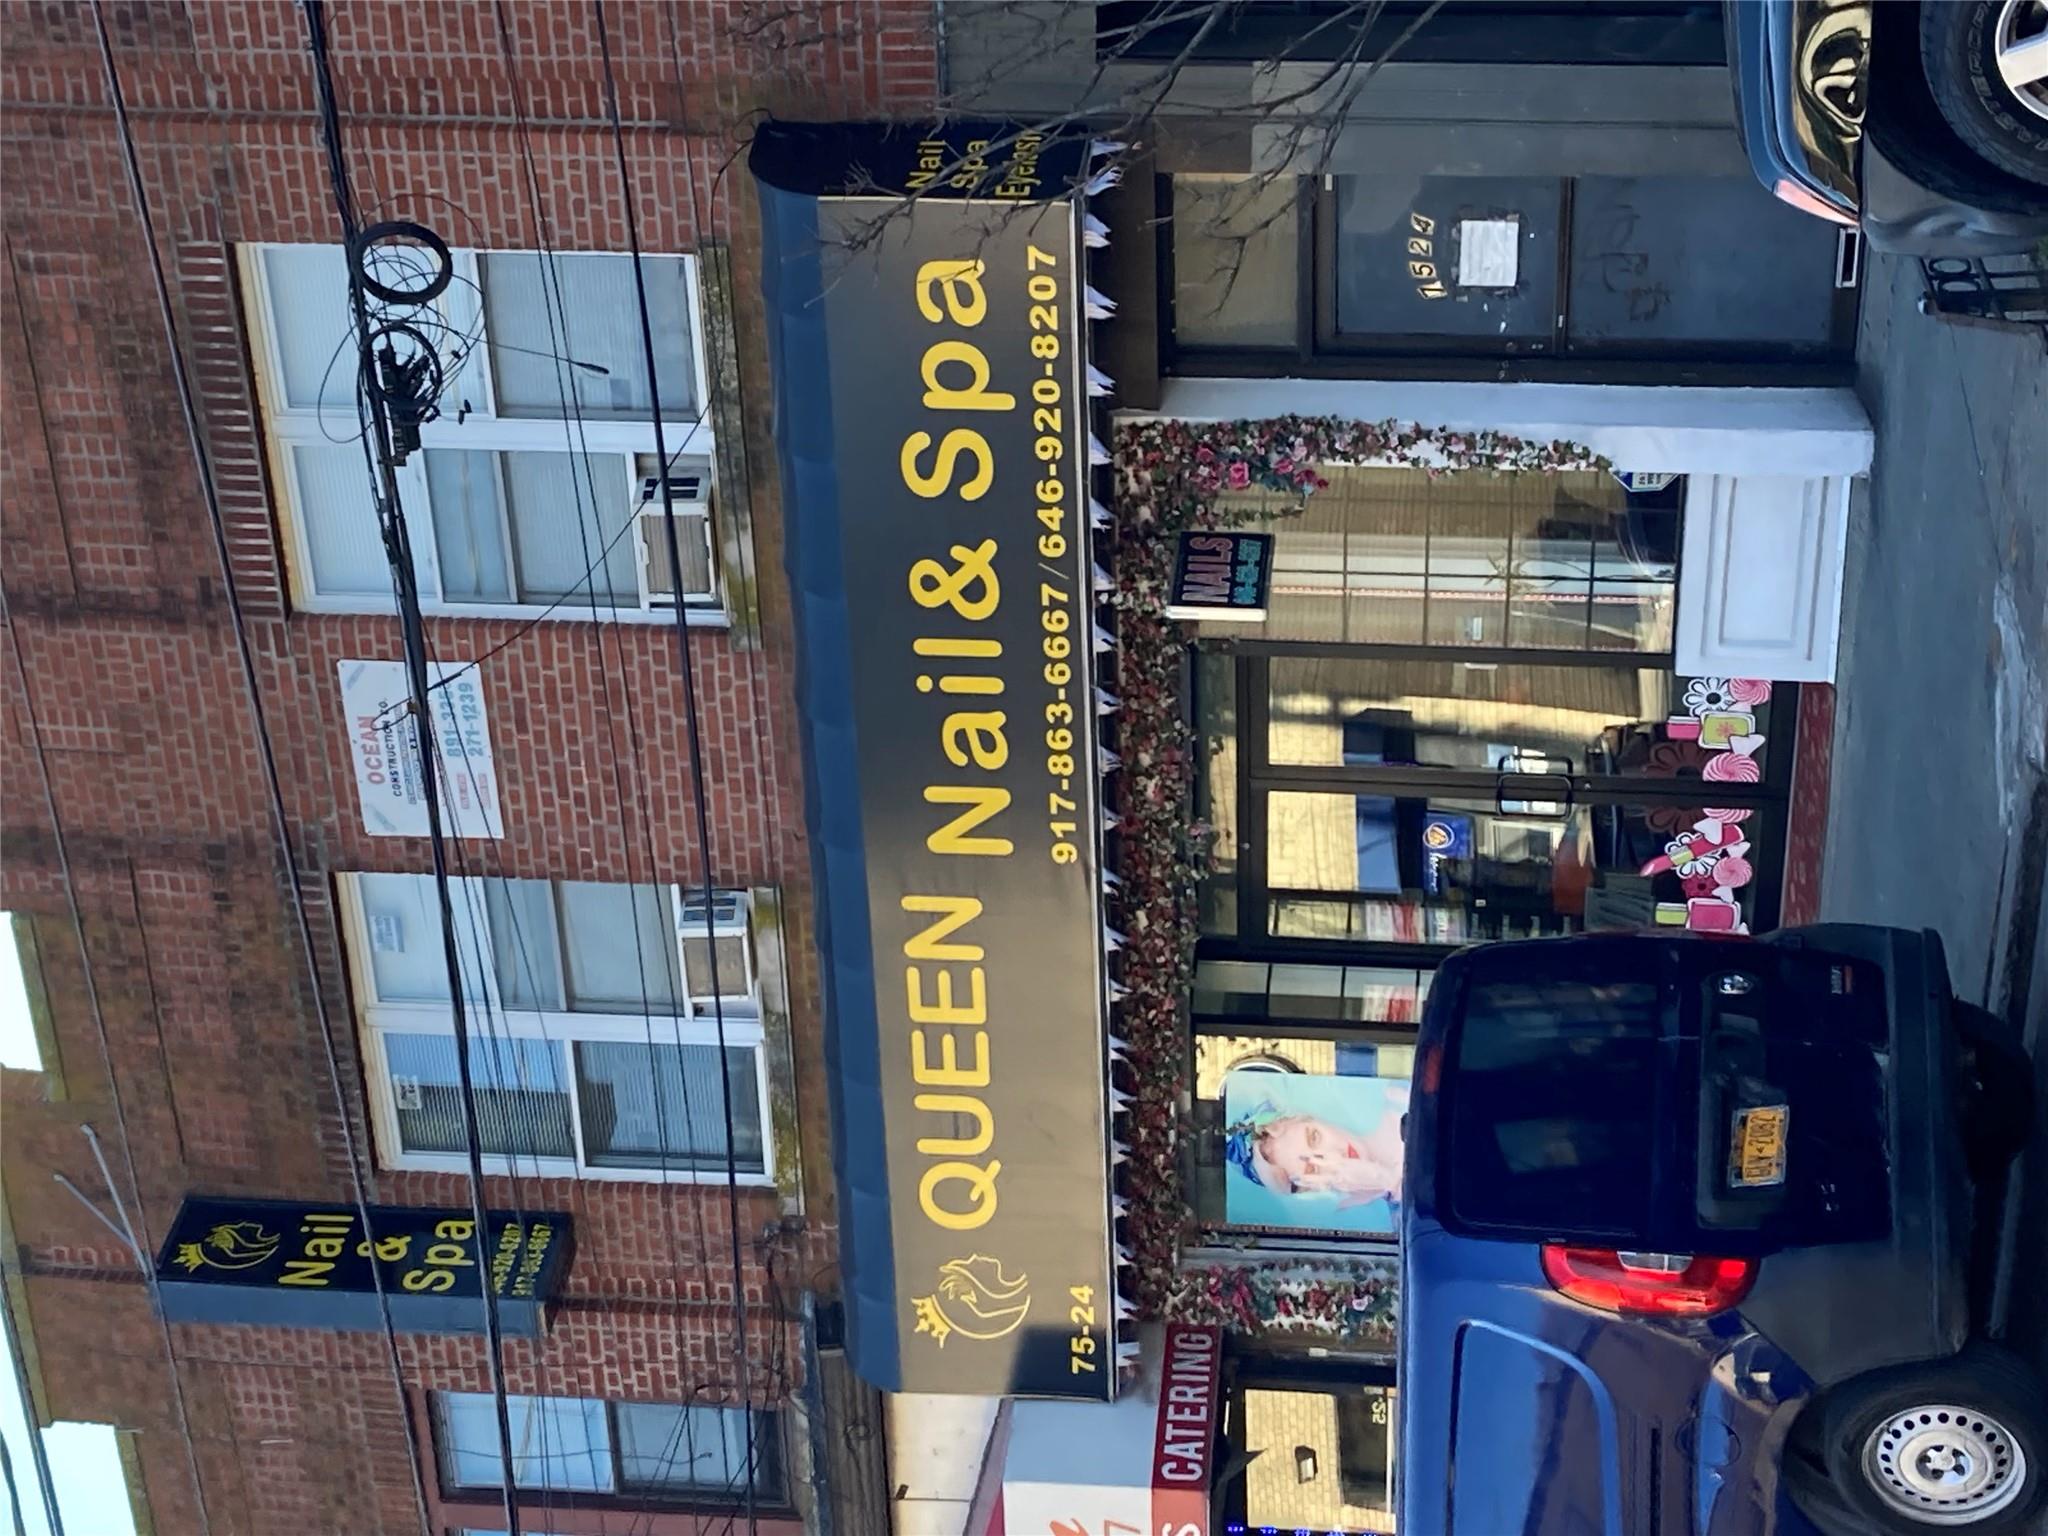 OCEAN
CONSTRUCTION CO.
271-1239
Nail
&
Spa
QUEEN Nail & Spa
917-863-6667/646-920-8207
75-24
Nail
Spa
NAILS
1524
CATERING